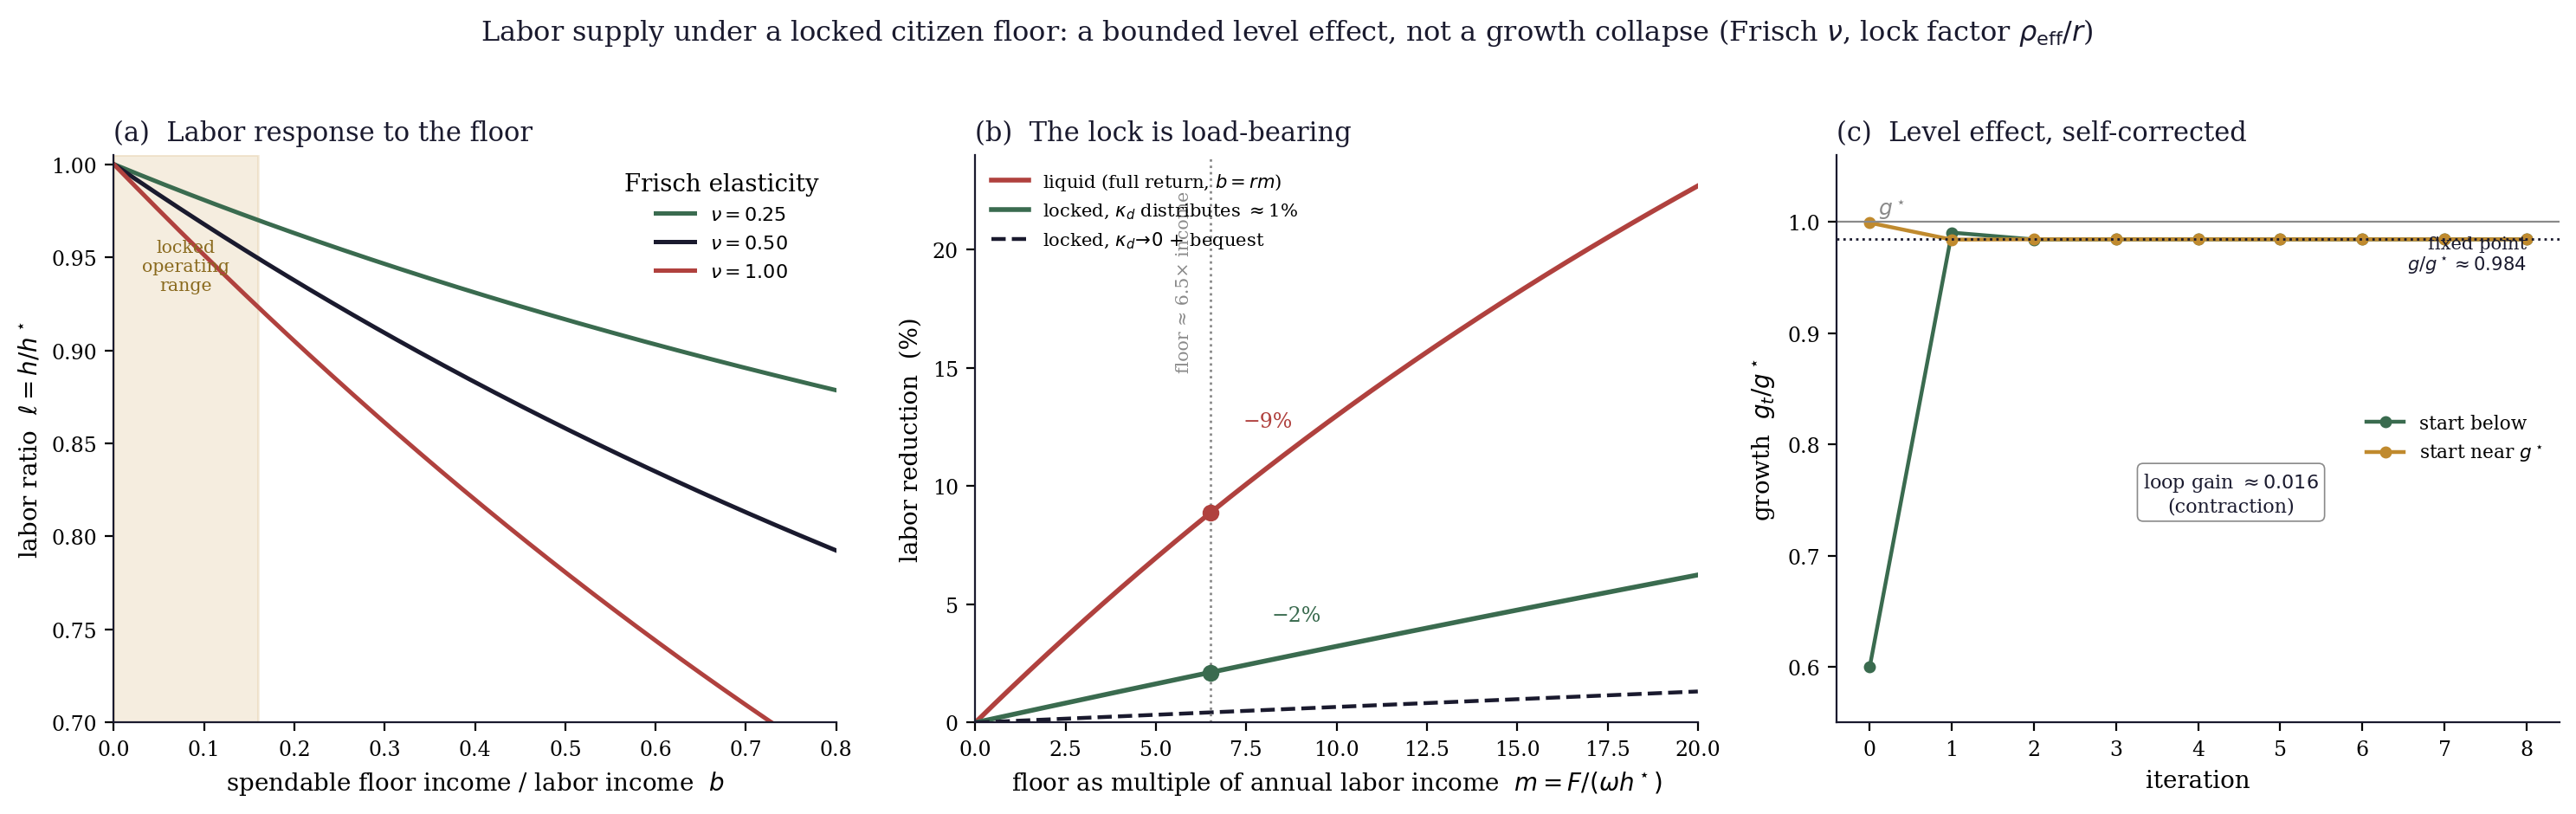 Labor supply under a locked citizen floor: a bounded level effect, not a growth collapse (Frisch ν, lock factor ρ_eff/r)
(a) Labor response to the floor
labor ratio ℓ = h/h⋆
1.00
0.95
0.90
0.85
0.80
0.75
0.70
locked
operating
range
Frisch elasticity
ν = 0.25
ν = 0.50
ν = 1.00
0.0 0.1 0.2 0.3 0.4 0.5 0.6 0.7 0.8
spendable floor income / labor income b
(b) The lock is load-bearing
labor reduction (%)
20
15
10
5
0
liquid (full return, b = rm)
locked, κ_d distributes ≈1%
locked, κ_d→0 + bequest
floor ≈ 6.5× income
−9%
−2%
0.0 2.5 5.0 7.5 10.0 12.5 15.0 17.5 20.0
floor as multiple of annual labor income m = F/(ωh⋆)
(c) Level effect, self-corrected
growth g_t/g⋆
1.0
0.9
0.8
0.7
0.6
g⋆
fixed point
g/g⋆ ≈ 0.984
start below
start near g⋆
loop gain ≈0.016
(contraction)
0 1 2 3 4 5 6 7 8
iteration